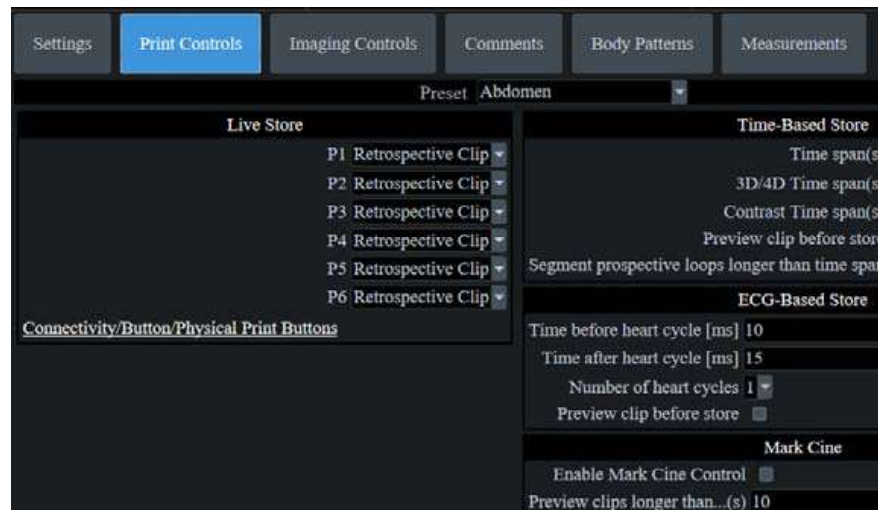 Settings
Print Controls
Imaging Controls
Comments
Body Patterns
Measurements
Preset Abdomen
Live Store
P1 Retrospective Clip
P2 Retrospective Clip
P3 Retrospective Clip
P4 Retrospective Clip
P5 Retrospective Clip
P6 Retrospective Clip
Connectivity/Button/Physical Print Buttons
Time-Based Store
Time span(s
3D/4D Time span(s
Contrast Time span(s
Preview clip before stor
Segment prospective loops longer than time spa
ECG-Based Store
Time before heart cycle [ms] 10
Time after heart cycle [ms] 15
Number of heart cycles 1
Preview clip before store
Mark Cine
Enable Mark Cine Control
Preview clips longer than...(s) 10